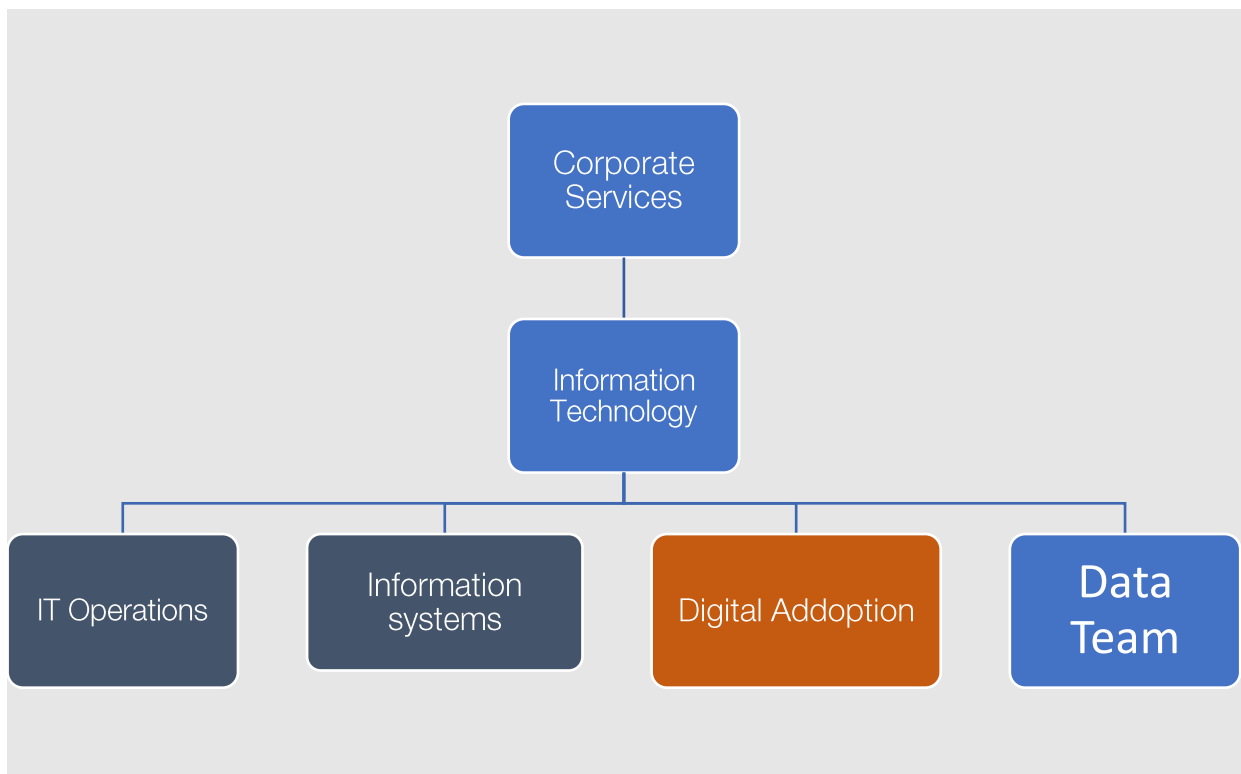 Corporate
Services
Information
Technology
IT Operations
Information
systems
Digital Addoption
Data
Team